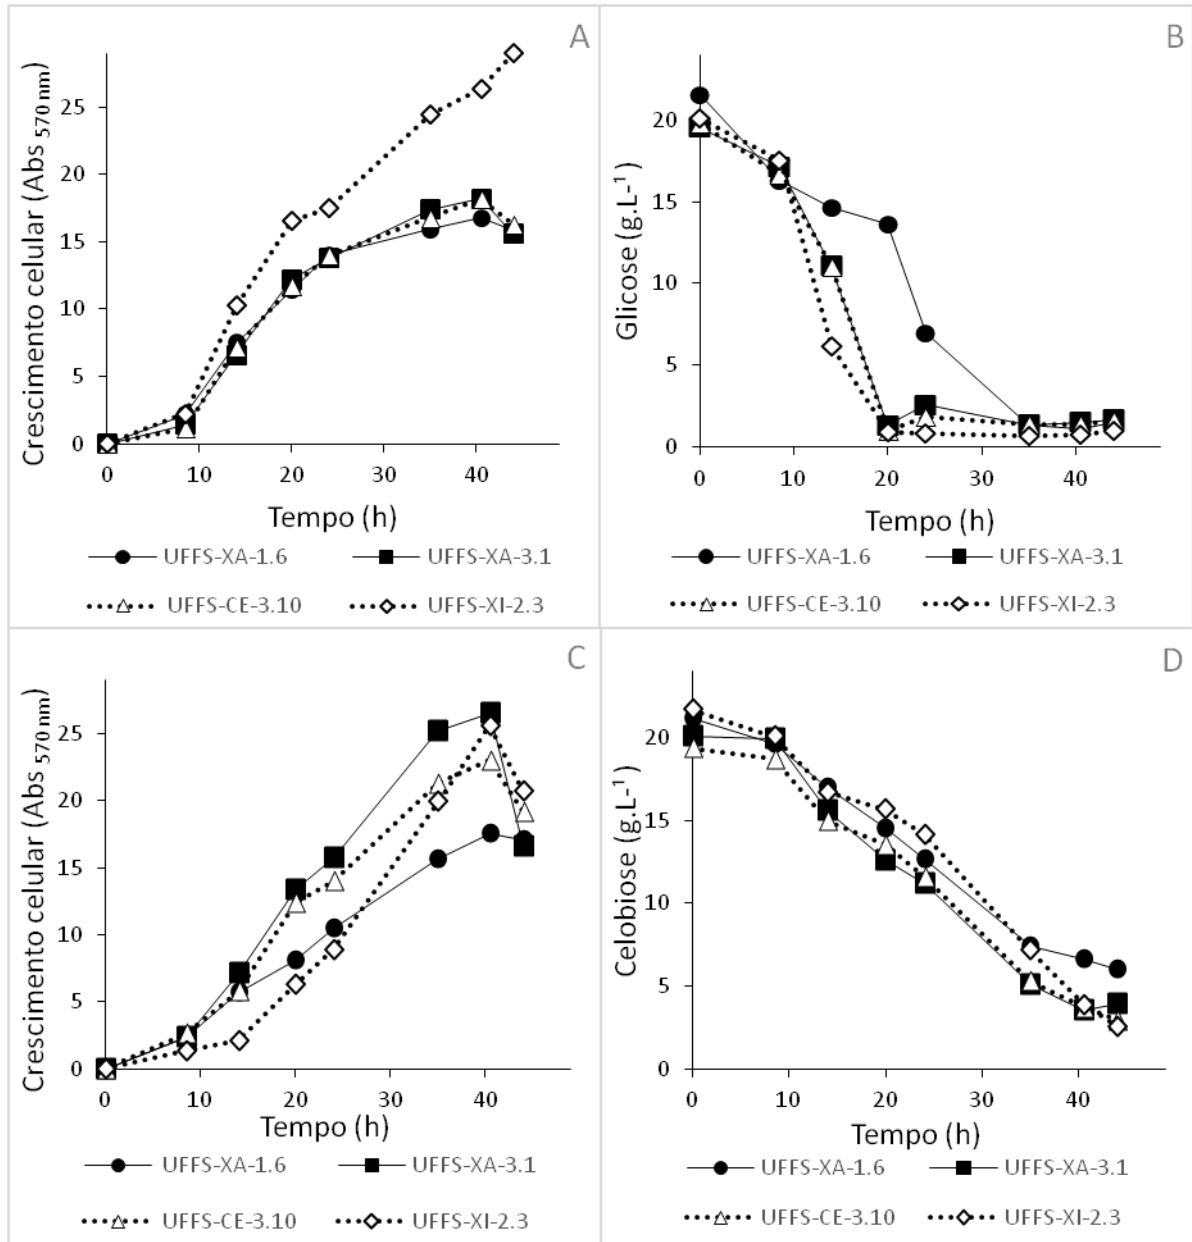 A
Crescimento celular (Abs 570 nm)
25
20
15
10
5
0
0 10 20 30 40
Tempo (h)
UFFS-XA-1.6 UFFS-XA-3.1
UFFS-CE-3.10 UFFS-XI-2.3
B
Glicose (g.L-¹)
20
15
10
5
0
0 10 20 30 40
Tempo (h)
UFFS-XA-1.6 UFFS-XA-3.1
UFFS-CE-3.10 UFFS-XI-2.3
C
Crescimento celular (Abs 570 nm)
25
20
15
10
5
0
0 10 20 30 40
Tempo (h)
UFFS-XA-1.6 UFFS-XA-3.1
UFFS-CE-3.10 UFFS-XI-2.3
D
Celobiose (g.L-¹)
20
15
10
5
0
0 10 20 30 40
Tempo (h)
UFFS-XA-1.6 UFFS-XA-3.1
UFFS-CE-3.10 UFFS-XI-2.3